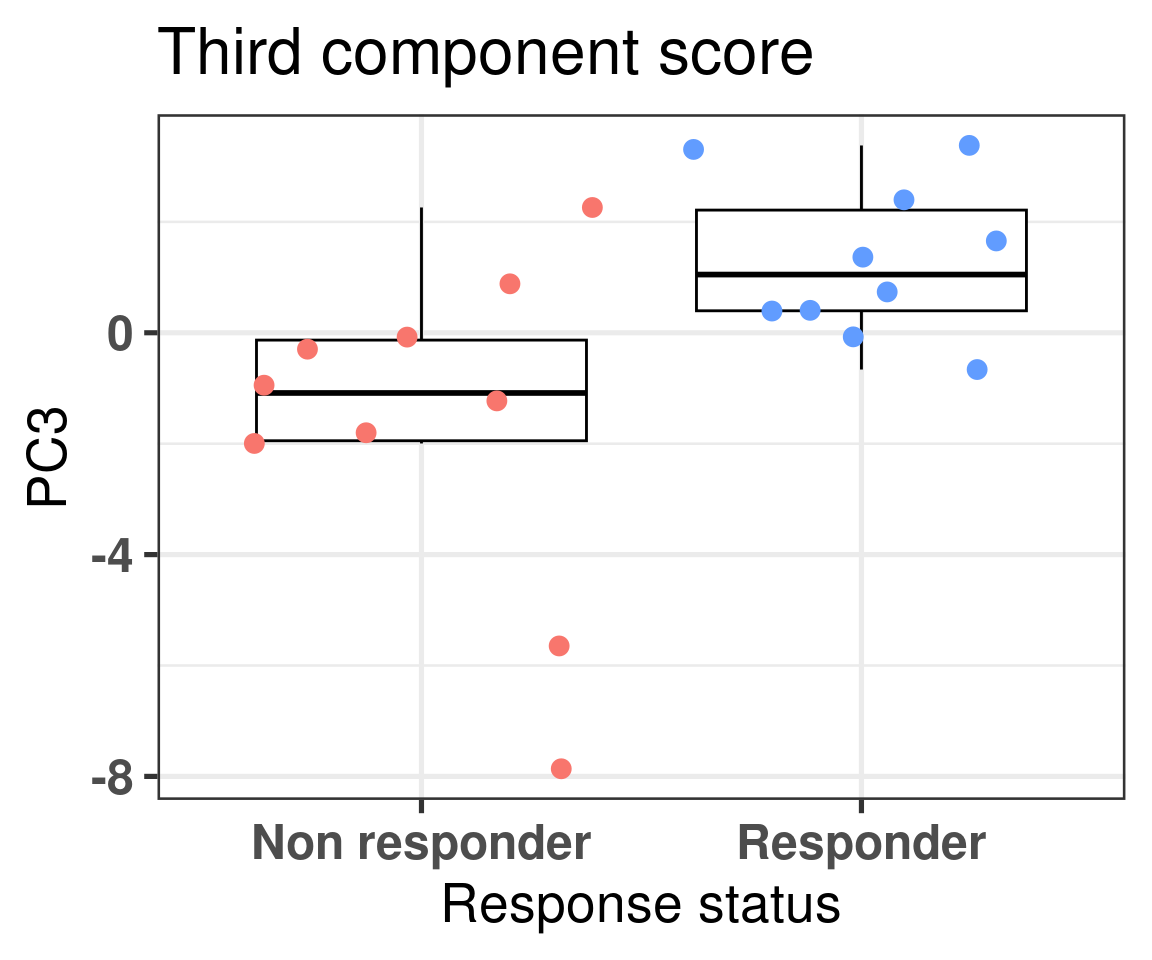 Third component score
PC3
0
-4
-8
Non responder
Responder
Response status